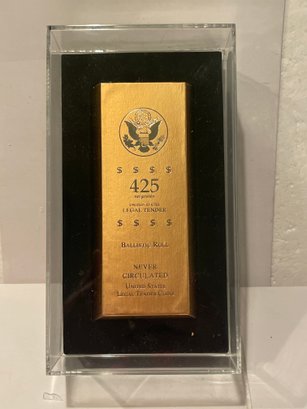 $ $ $ $
425
LEGAL TENDER
$ $ $ $
BALLISTIC ROLL
NEVER
CIRCULATED
UNITED STATES
LEGAL TENDER COINS